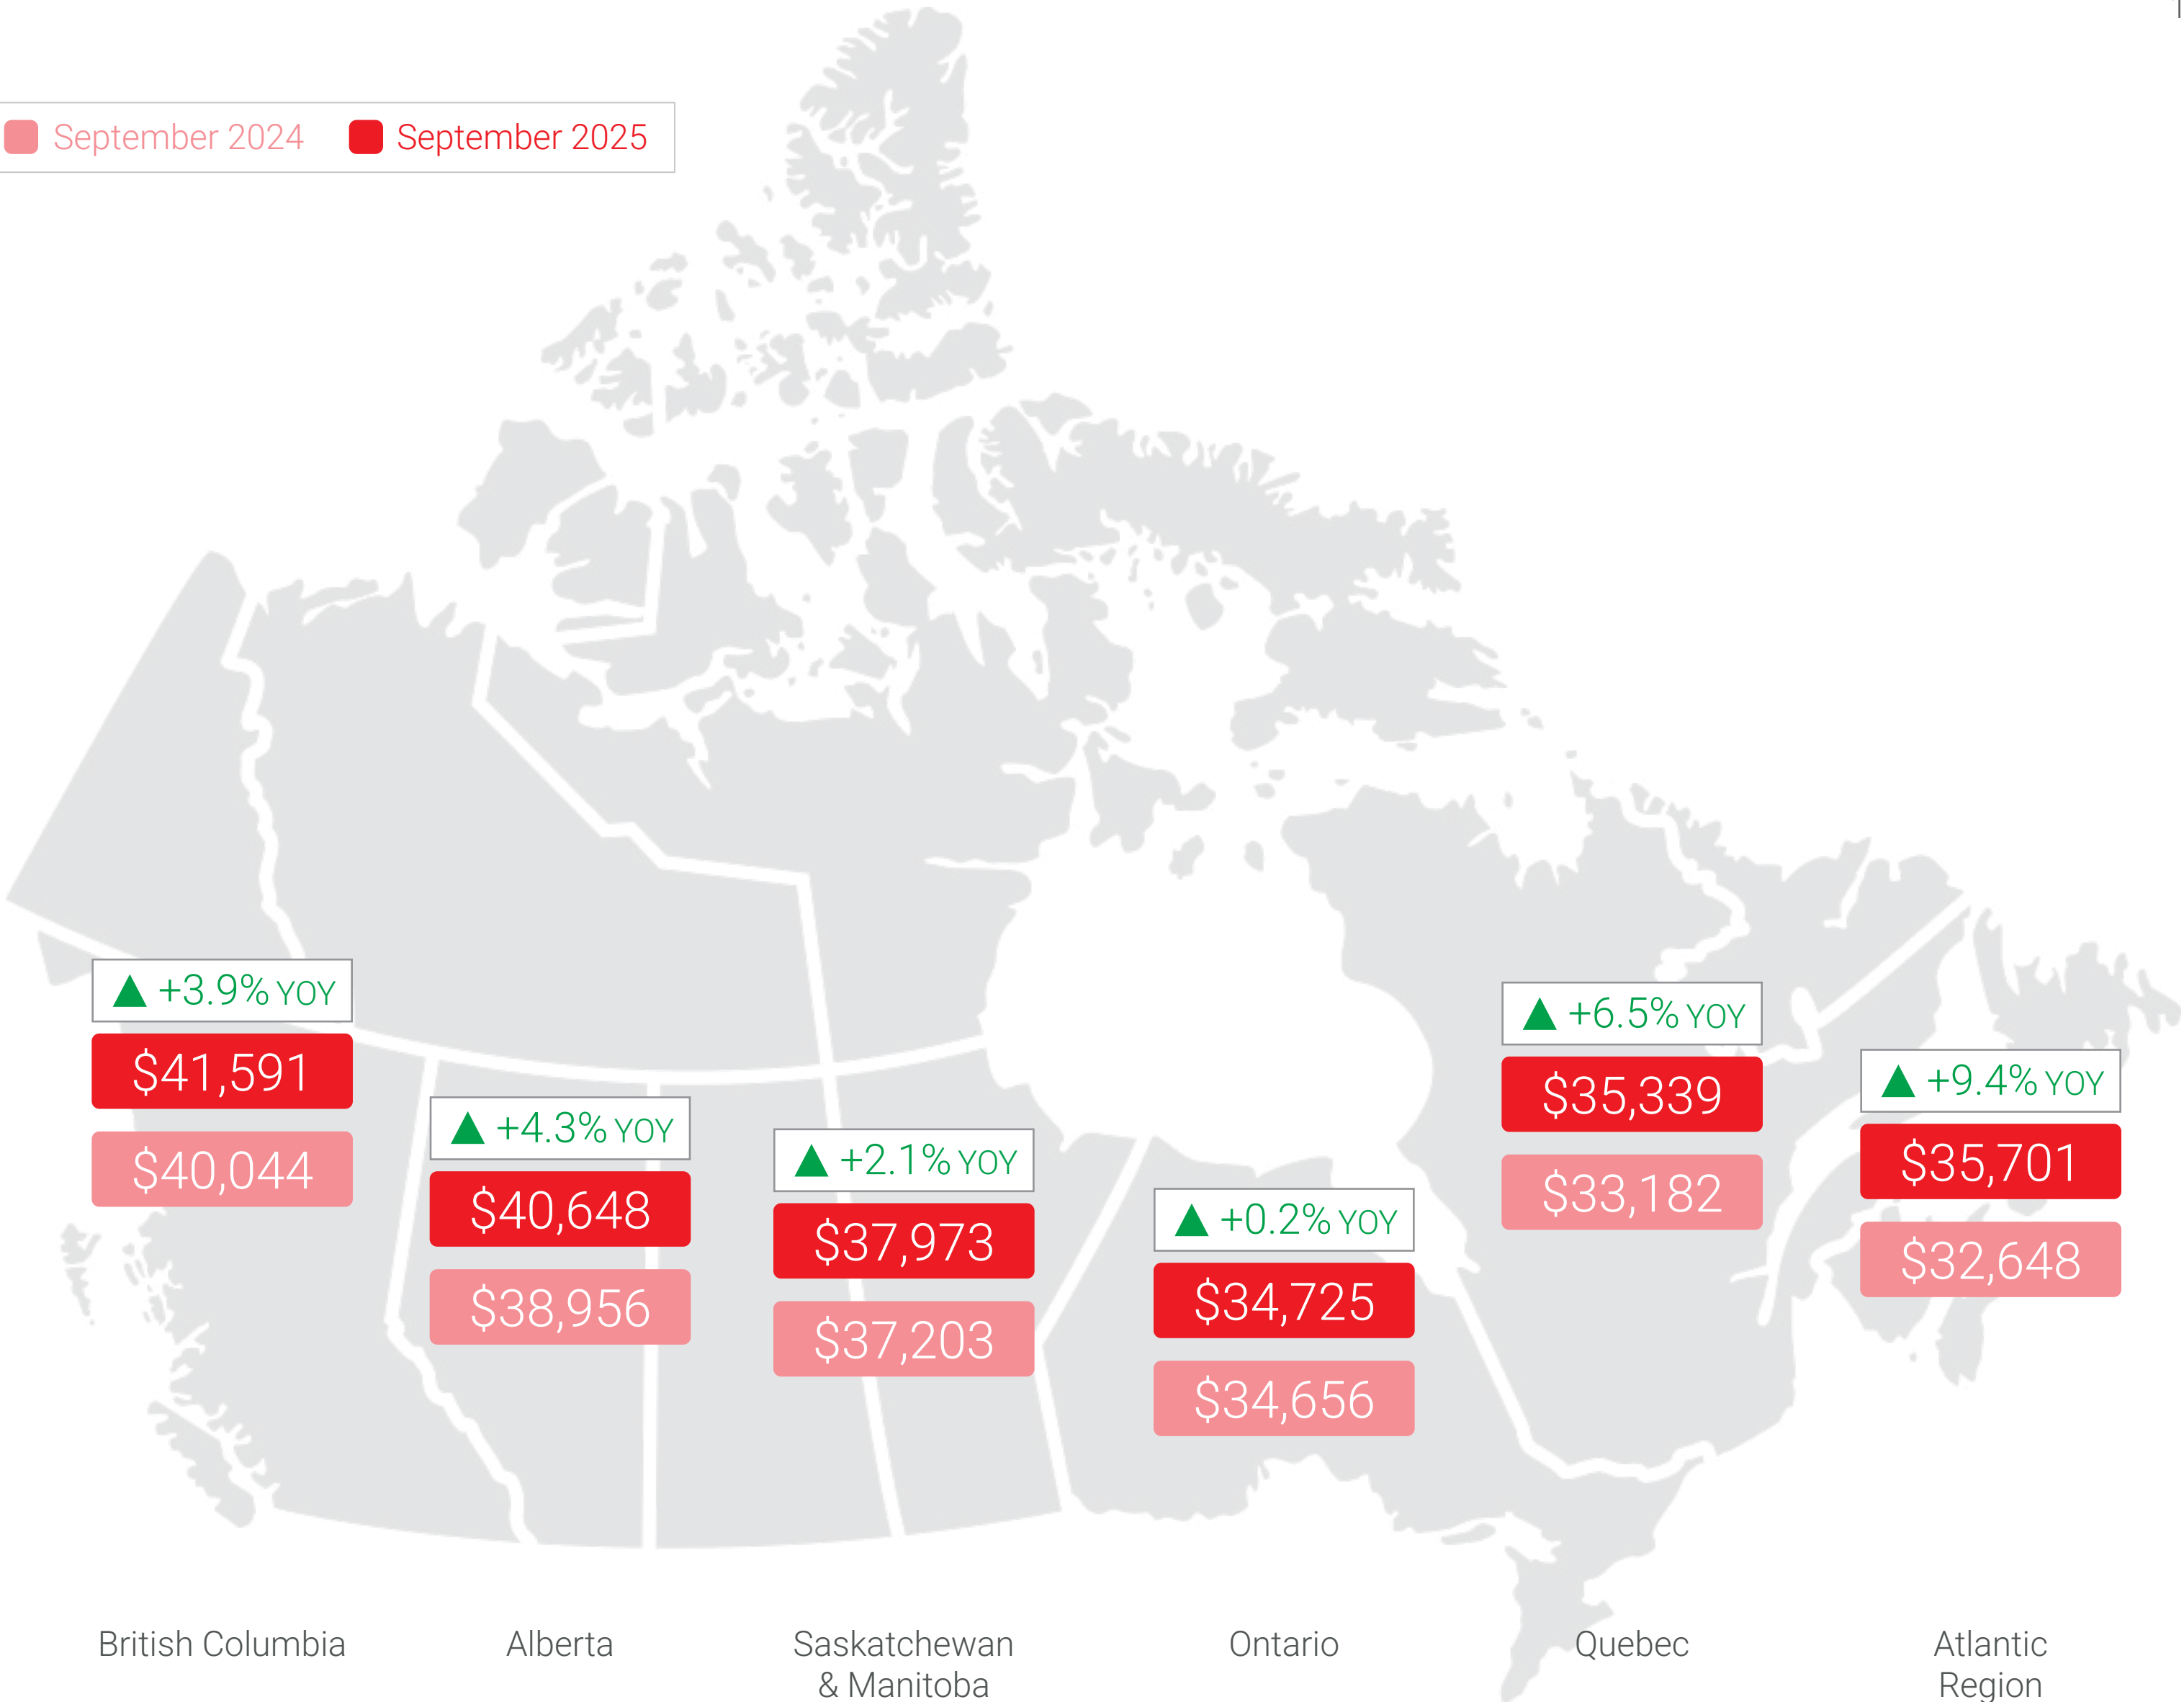 September 2024 September 2025
+3.9% YOY
$41,591
$40,044
+4.3% YOY
$40,648
$38,956
+2.1% YOY
$37,973
$37,203
+0.2% YOY
$34,725
$34,656
+6.5% YOY
$35,339
$33,182
+9.4% YOY
$35,701
$32,648
British Columbia
Alberta
Saskatchewan
& Manitoba
Ontario
Quebec
Atlantic
Region